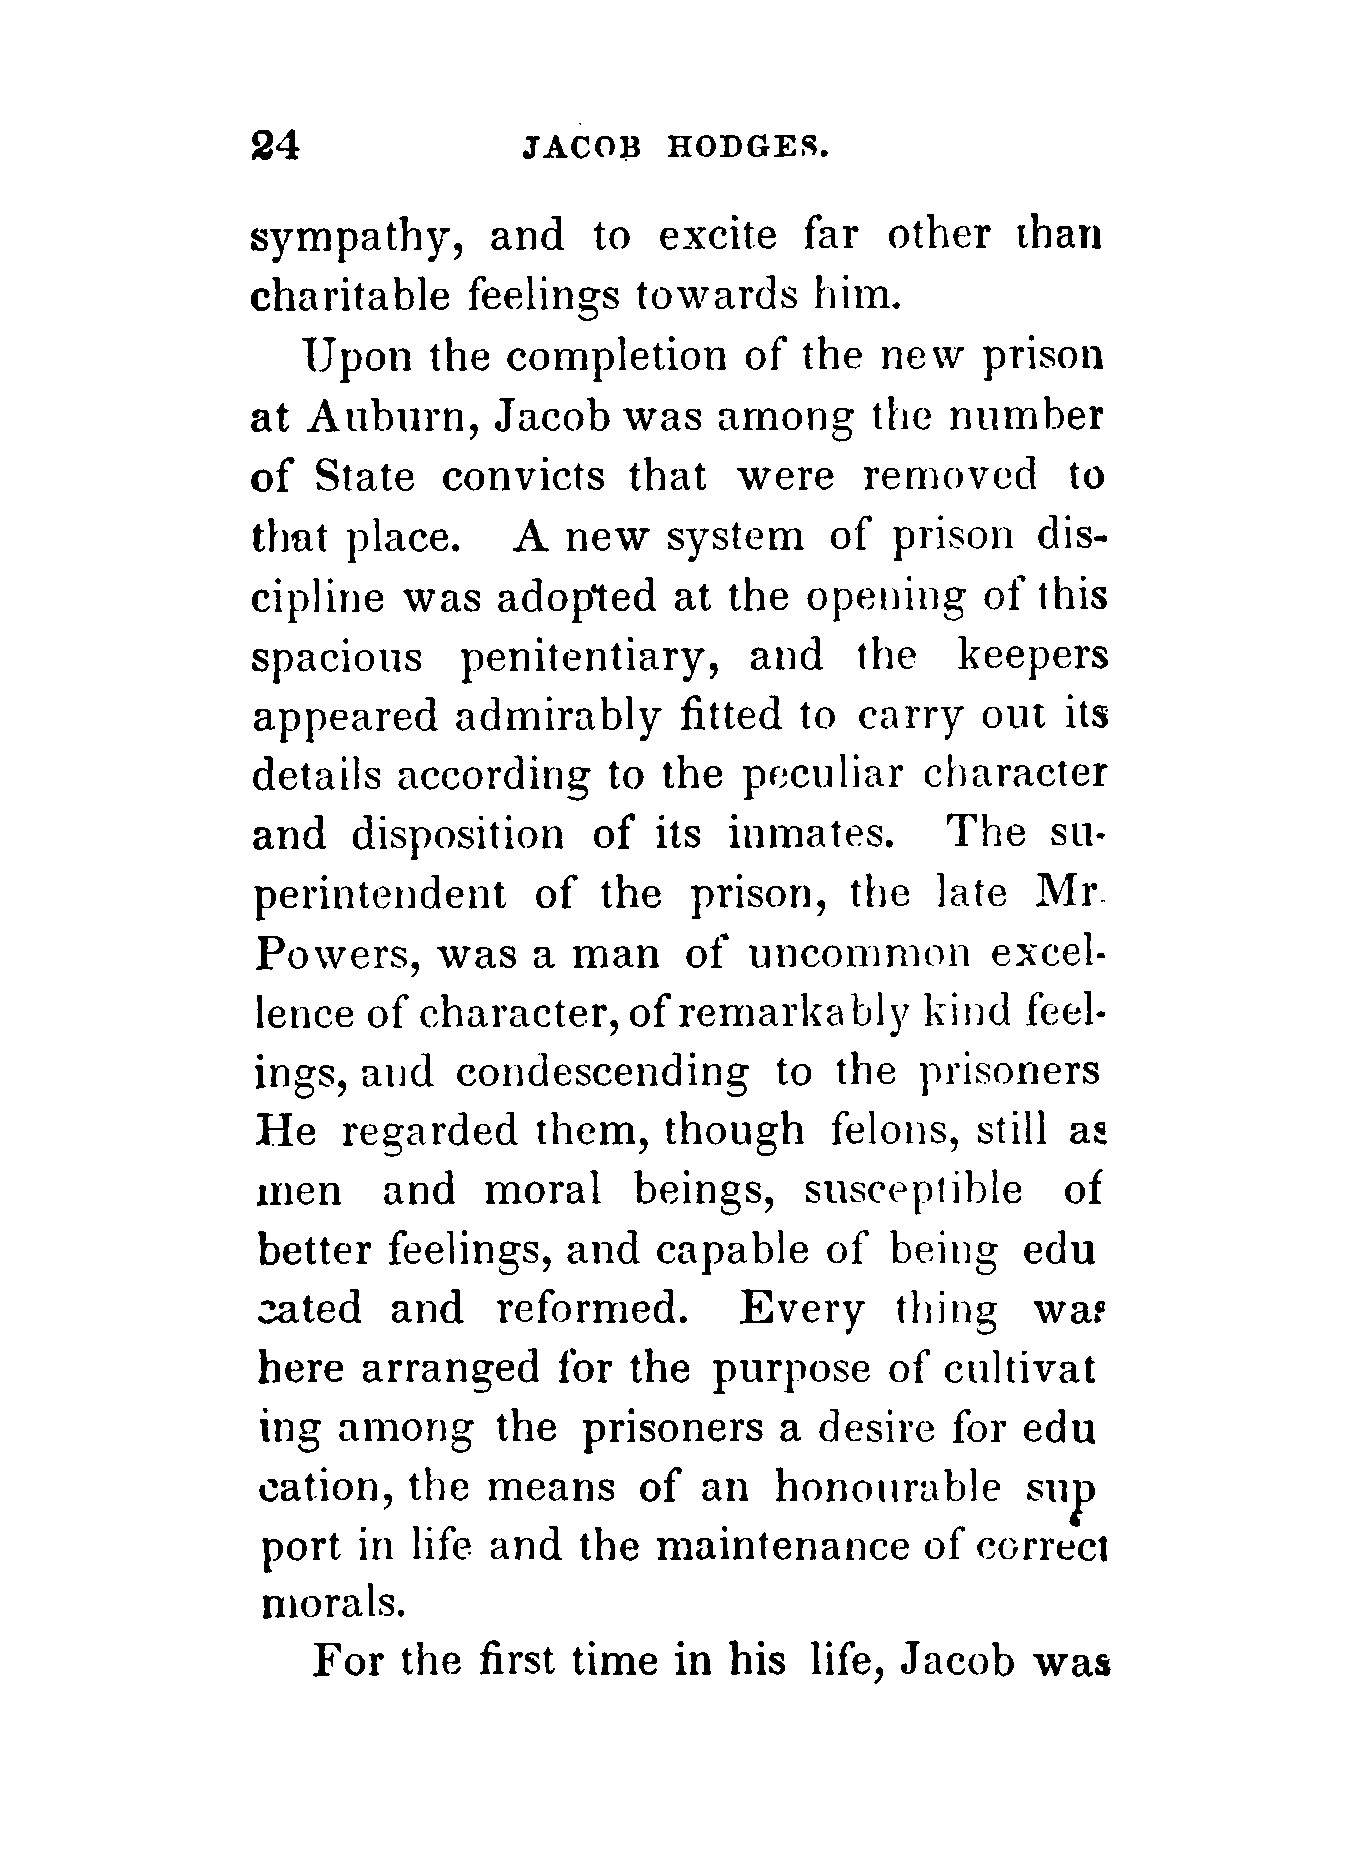 24 JACOB HODGES.
sympathy, and to excite far other than
charitable feelings towards him.
Upon the completion of the new prison
at Auburn, Jacob was among the number
of State convicts that were removed to
that place. A new system of prison dis-
cipline was adopted at the opening of this
spacious penitentiary, and the keepers
appeared admirably fitted to carry out its
details according to the peculiar character
and disposition of its inmates. The su-
perintendent of the prison, the late Mr.
Powers, was a man of uncommon excel-
lence of character, of remarkably kind feel-
ings, and condescending to the prisoners
He regarded them, though felons, still as
men and moral beings, susceptible of
better feelings, and capable of being edu
cated and reformed. Every thing was
here arranged for the purpose of cultivat
ing among the prisoners a desire for edu
cation, the means of an honourable sup
port in life and the maintenance of correct
morals.
For the first time in his life, Jacob was